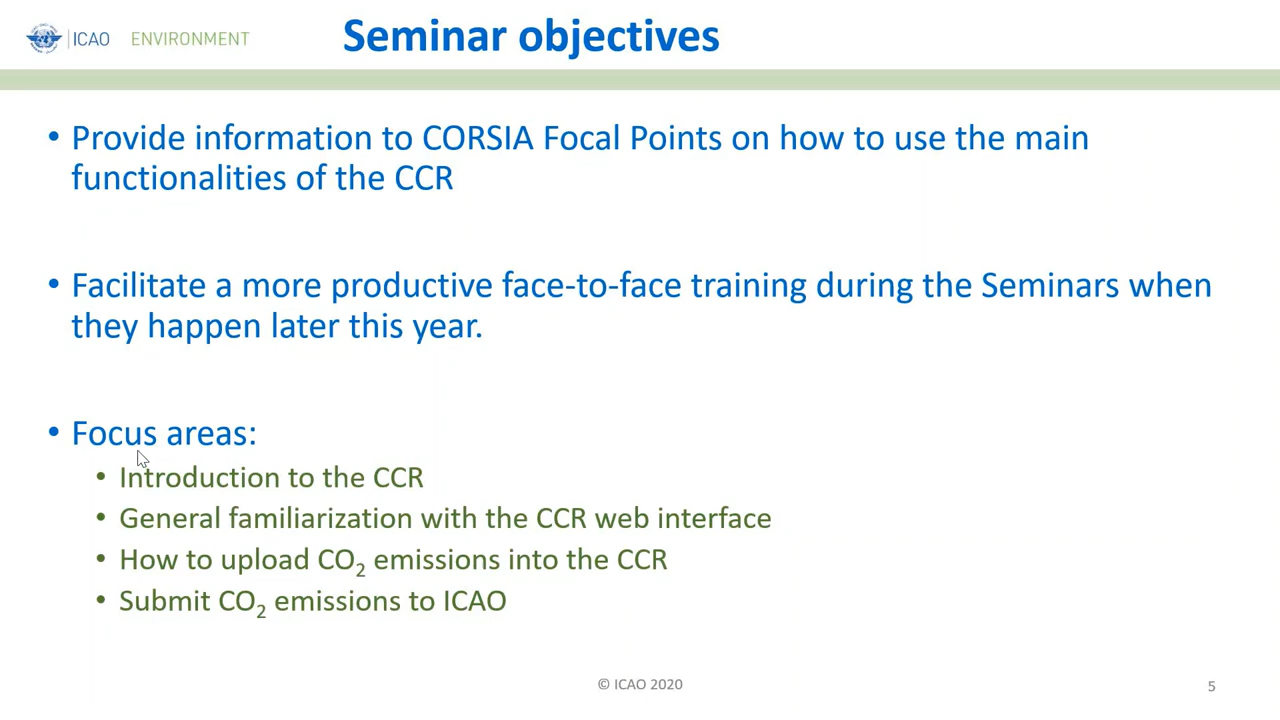 ICAO ENVIRONMENT
Seminar objectives
• Provide information to CORSIA Focal Points on how to use the main
functionalities of the CCR
• Facilitate a more productive face-to-face training during the Seminars when
they happen later this year.
• Focus areas:
• Introduction to the CCR
• General familiarization with the CCR web interface
• How to upload CO₂ emissions into the CCR
• Submit CO₂ emissions to ICAO
© ICAO 2020
5